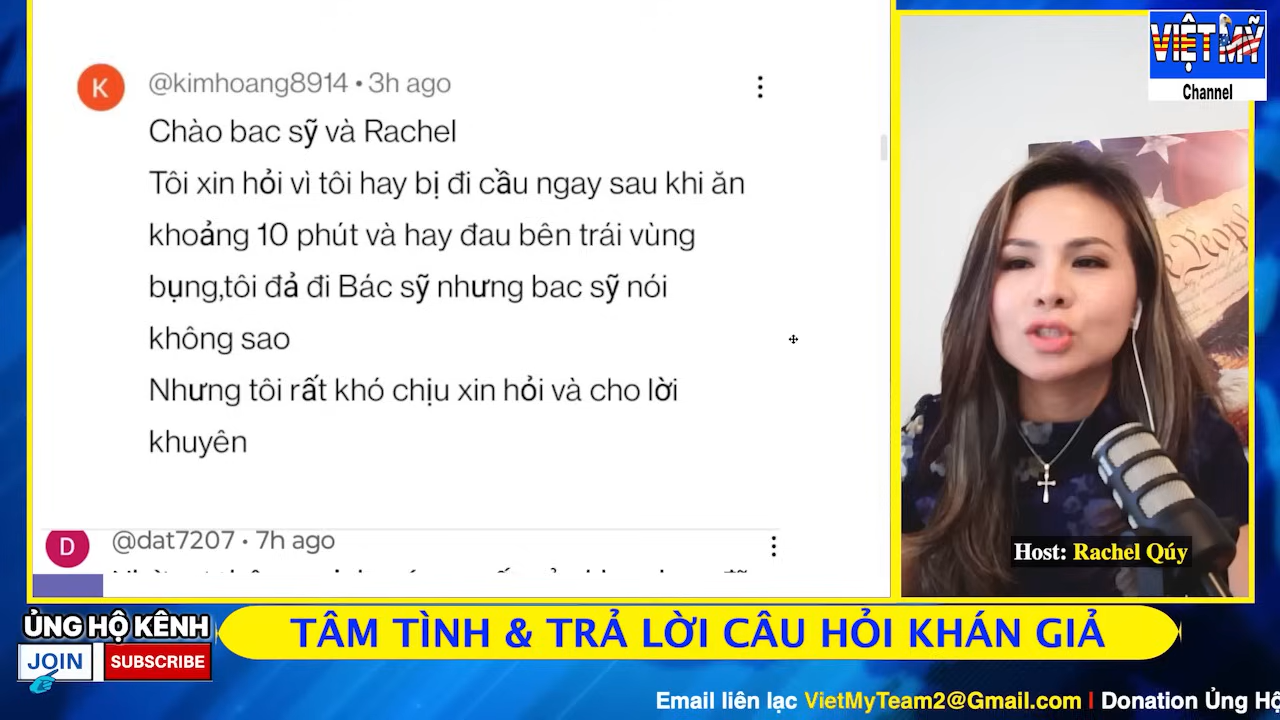 K
@kimhoang8914 • 3h ago
Chào bac sỹ và Rachel
Tôi xin hỏi vì tôi hay bị đi cầu ngay sau khi ăn
khoảng 10 phút và hay đau bên trái vùng
bụng,tôi đả đi Bác sỹ nhưng bac sỹ nói
không sao
Nhưng tôi rất khó chịu xin hỏi và cho lời
khuyên
D
@dat7207 • 7h ago
VIỆT MỸ
Channel
Host: Rachel Qúy
ỦNG HỘ KÊNH
JOIN
SUBSCRIBE
TÂM TÌNH & TRẢ LỜI CÂU HỎI KHÁN GIẢ
Email liên lạc VietMyTeam2@Gmail.com I Donation Ủng Hộ